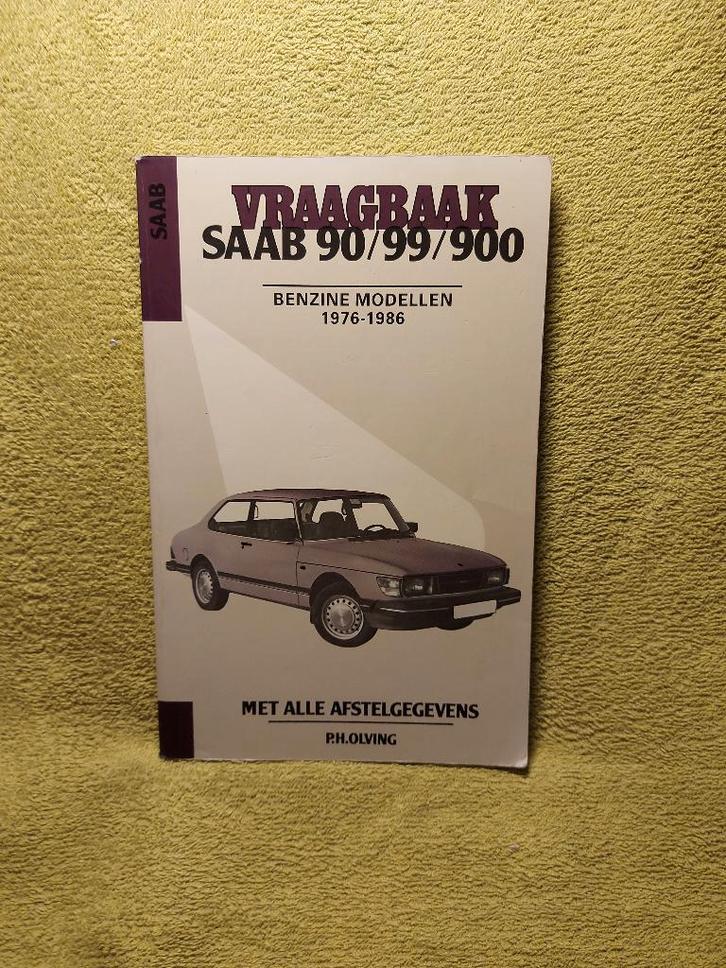 SAAB
VRAAGBAAK
SAAB 90/99/900
BENZINE MODELLEN
1976-1986
MET ALLE AFSTELGEGEVENS
P.H.OLVING